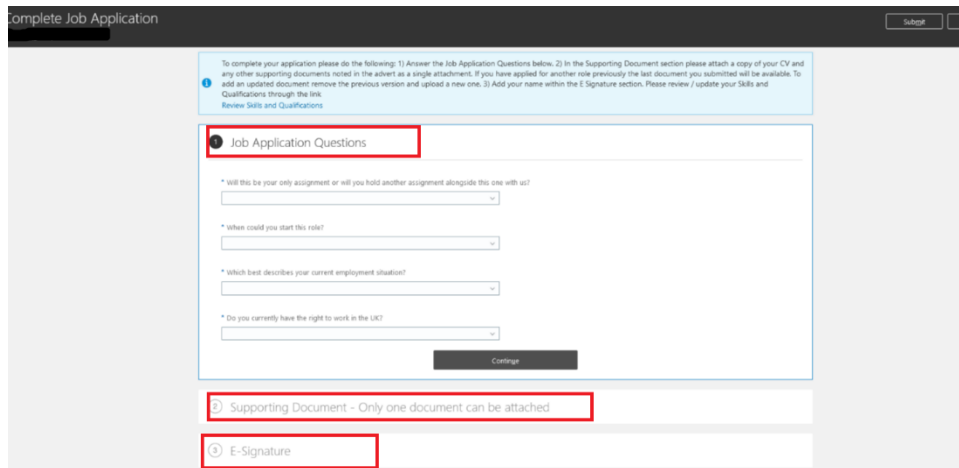 Complete Job Application
Submit
To complete your application please do the following: 1) Answer the Job Application Questions below. 2) In the Supporting Document section please attach a copy of your CV and
any other supporting documents noted in the advert as a single attachment. If you have applied for another role previously the last document you submitted will be available. To
add an updated document remove the previous version and upload a new one. 3) Add your name within the E Signature section. Please review / update your Skills and
Qualifications through the link
Review Skills and Qualifications
1 Job Application Questions
* Will this be your only assignment or will you hold another assignment alongside this one with us?
* When could you start this role?
* Which best describes your current employment situation?
* Do you currently have the right to work in the UK?
Continue
2 Supporting Document - Only one document can be attached
3 E-Signature